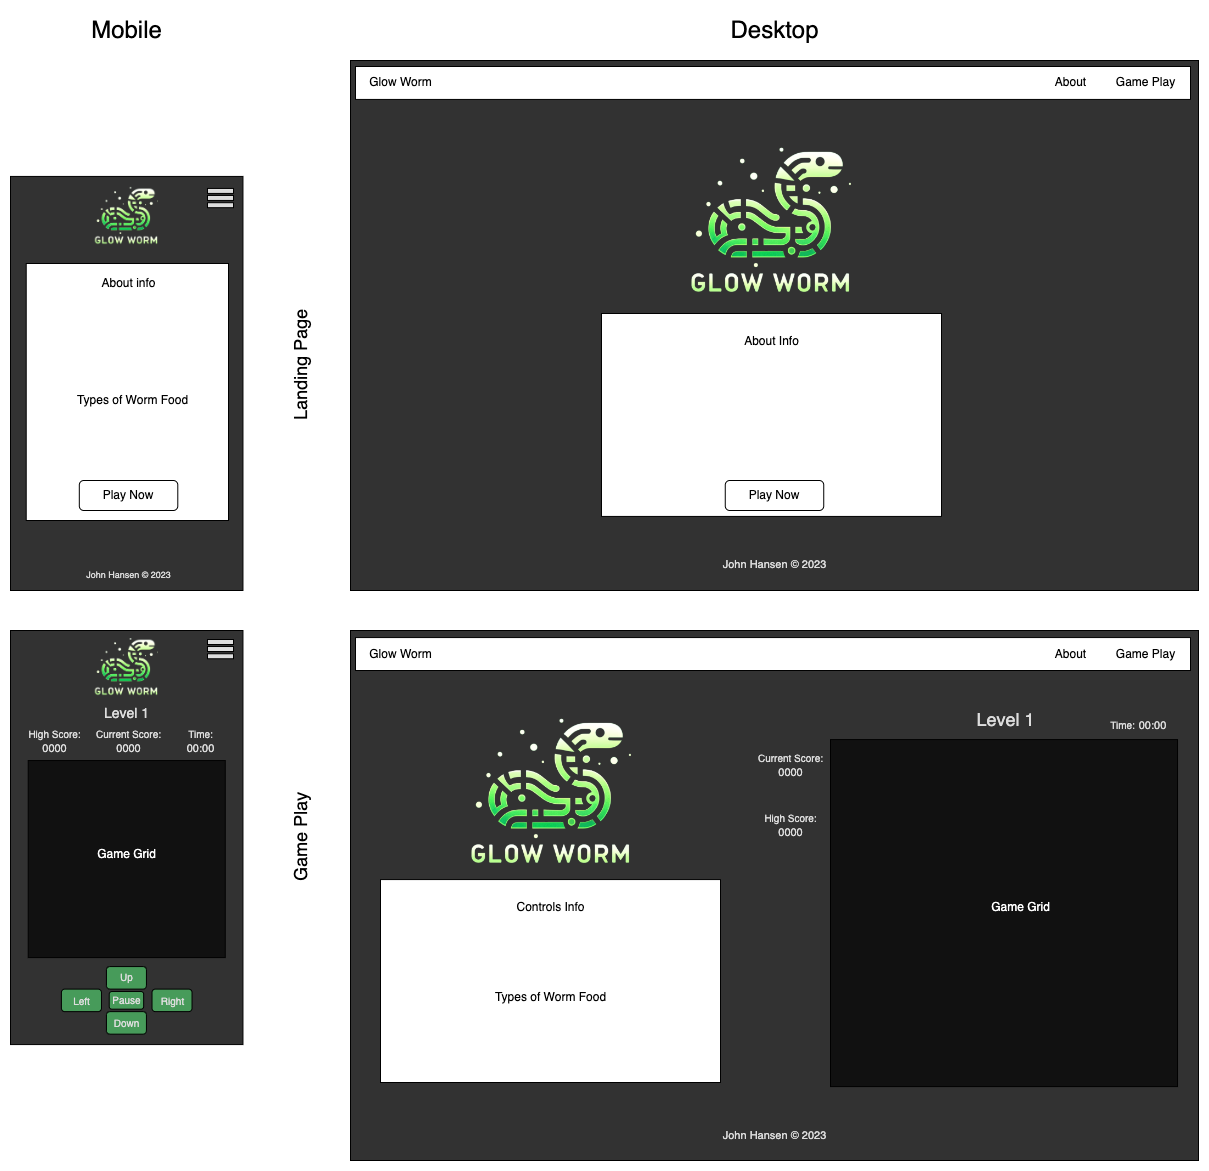 Mobile
Desktop
Glow Worm
About
Game Play
GLOW WORM
About Info
Play Now
John Hansen © 2023
GLOW WORM
About info
Types of Worm Food
Play Now
John Hansen © 2023
Landing Page
GLOW WORM
Level 1
High Score:
0000
Current Score:
0000
Time:
00:00
Game Grid
Up
Left
Pause
Right
Down
Game Play
Glow Worm
About
Game Play
GLOW WORM
Controls Info
Types of Worm Food
Level 1
Time: 00:00
Current Score:
0000
High Score:
0000
Game Grid
John Hansen © 2023